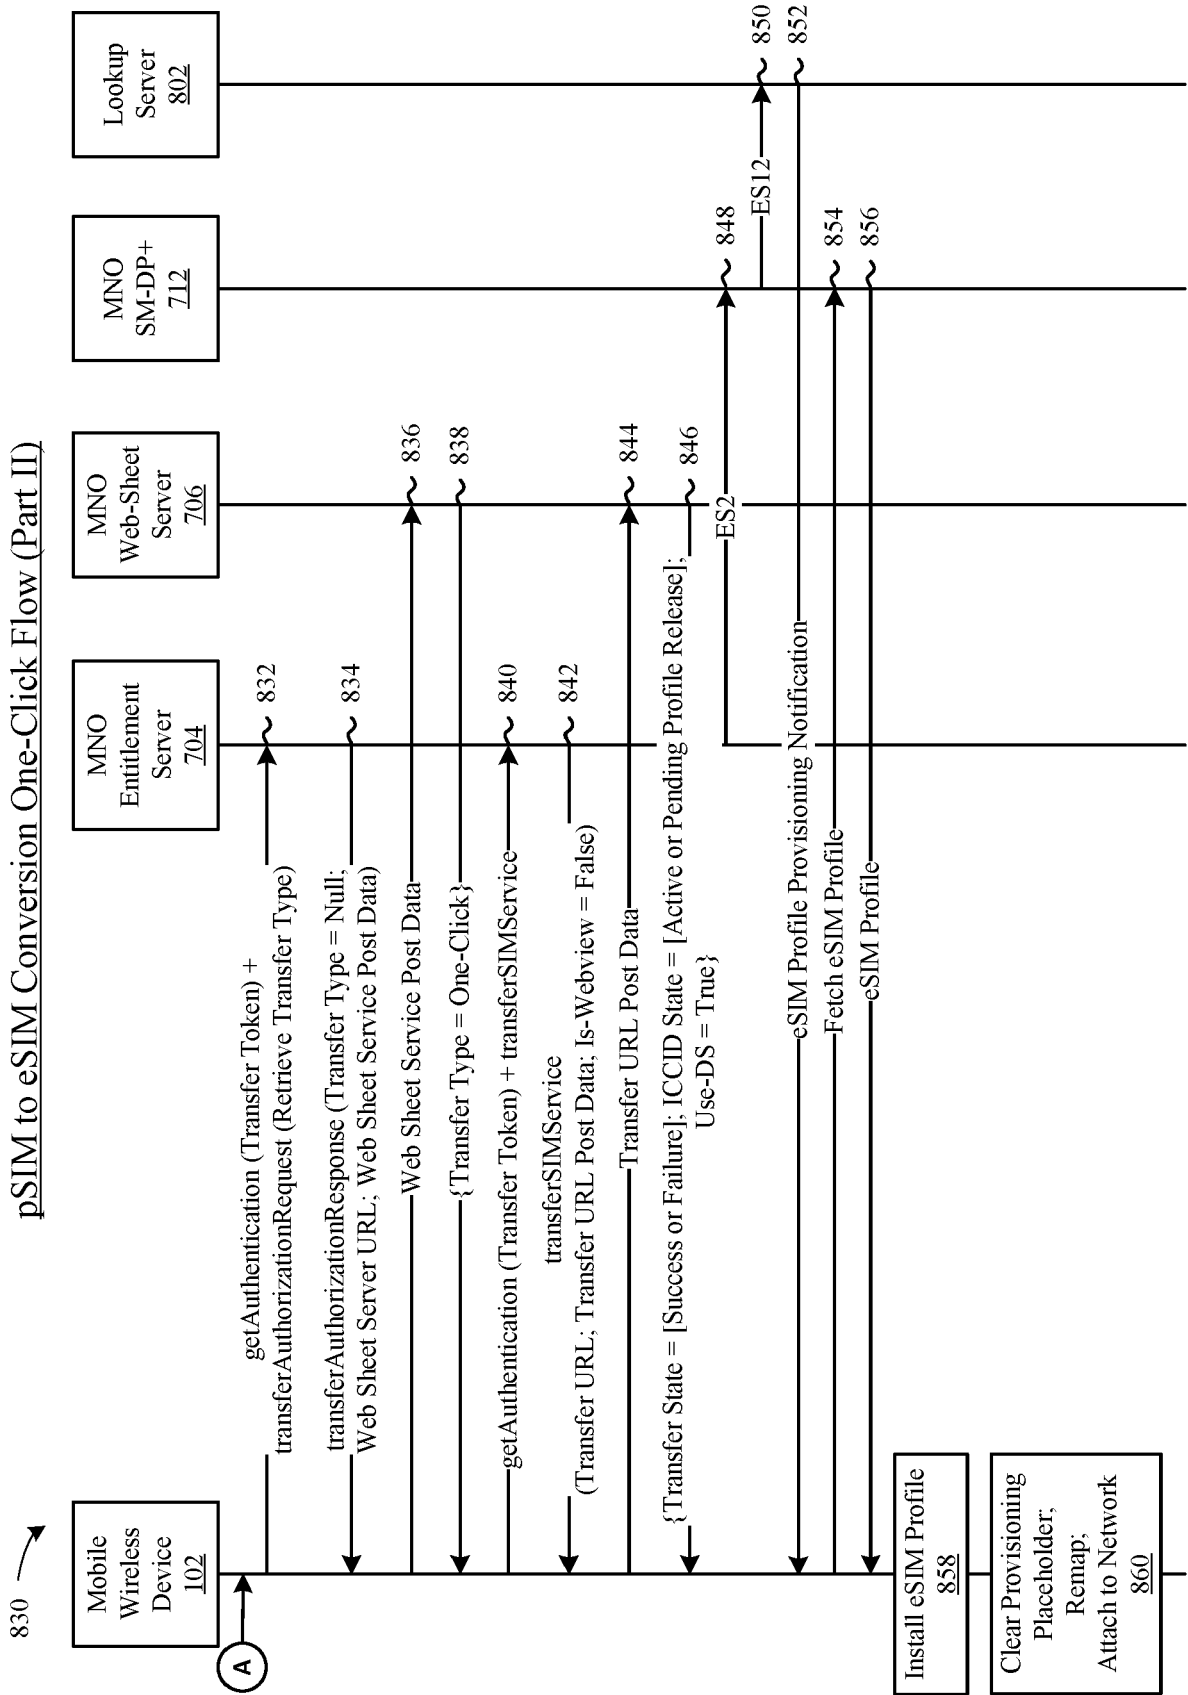 pSIM to eSIM Conversion One-Click Flow (Part II)
830
Mobile
Wireless
Device
102
MNO
Entitlement
Server
704
MNO
Web-Sheet
Server
706
MNO
SM-DP+
712
Lookup
Server
802
A
getAuthentication (Transfer Token) +
transferAuthorizationRequest (Retrieve Transfer Type)
832
transferAuthorizationResponse (Transfer Type = Null;
Web Sheet Server URL; Web Sheet Service Post Data)
834
Web Sheet Service Post Data
836
{Transfer Type = One-Click}
838
getAuthentication (Transfer Token) + transferSIMService
840
transferSIMService
(Transfer URL; Transfer URL Post Data; Is-Webview = False)
842
Transfer URL Post Data
844
{Transfer State = [Success or Failure]; ICCID State = [Active or Pending Profile Release];
Use-DS = True}
846
ES2
848
ES12
850
eSIM Profile Provisioning Notification
852
Fetch eSIM Profile
854
eSIM Profile
856
Install eSIM Profile
858
Clear Provisioning
Placeholder;
Remap;
Attach to Network
860